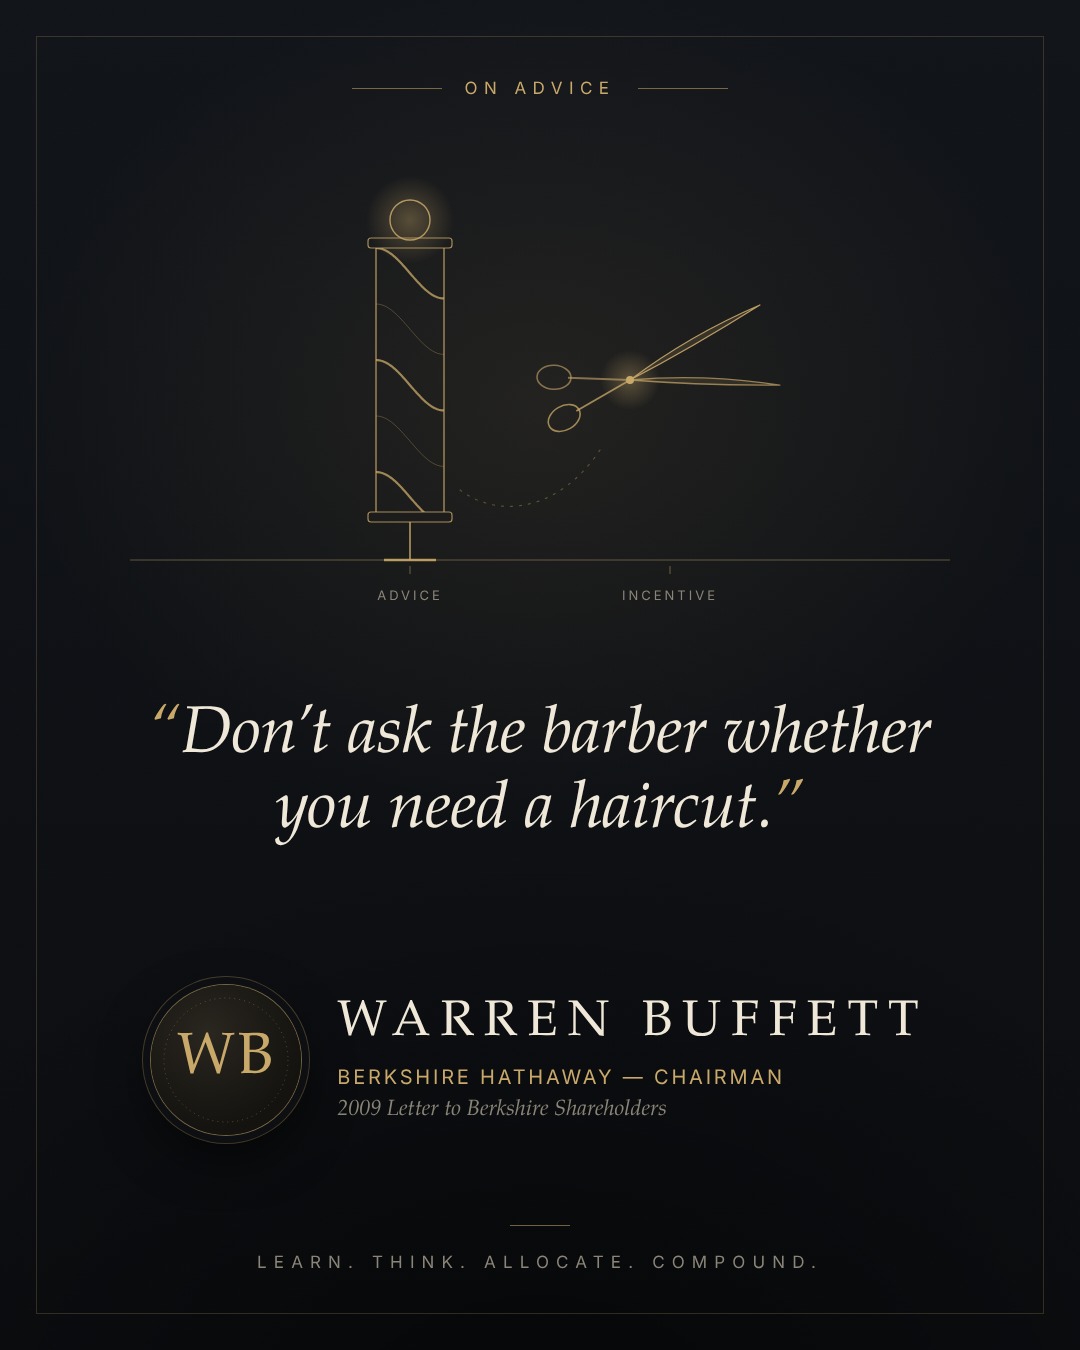 ON ADVICE
ADVICE
INCENTIVE
“Don’t ask the barber whether
you need a haircut.”
WB
WARREN BUFFETT
BERKSHIRE HATHAWAY — CHAIRMAN
2009 Letter to Berkshire Shareholders
LEARN. THINK. ALLOCATE. COMPOUND.